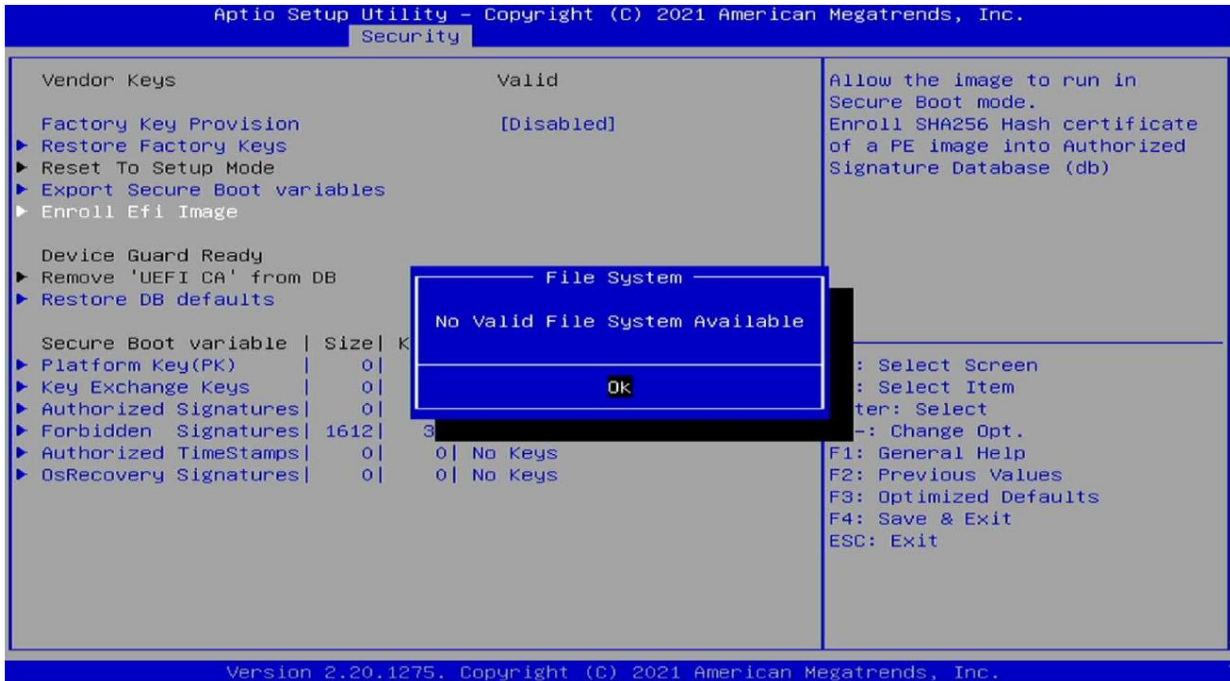 Aptio Setup Utility – Copyright (C) 2021 American Megatrends, Inc.
Security
Vendor Keys Valid
Factory Key Provision [Disabled]
Restore Factory Keys
Reset To Setup Mode
Export Secure Boot variables
Enroll Efi Image
Device Guard Ready
Remove 'UEFI CA' from DB
Restore DB defaults
Secure Boot variable | Size| K
Platform Key(PK) | 0|
Key Exchange Keys | 0|
Authorized Signatures| 0|
Forbidden Signatures| 1612| 3
Authorized TimeStamps| 0| 0| No Keys
OsRecovery Signatures| 0| 0| No Keys
File System
No Valid File System Available
Ok
Allow the image to run in
Secure Boot mode.
Enroll SHA256 Hash certificate
of a PE image into Authorized
Signature Database (db)
: Select Screen
: Select Item
ter: Select
-: Change Opt.
F1: General Help
F2: Previous Values
F3: Optimized Defaults
F4: Save & Exit
ESC: Exit
Version 2.20.1275. Copyright (C) 2021 American Megatrends, Inc.